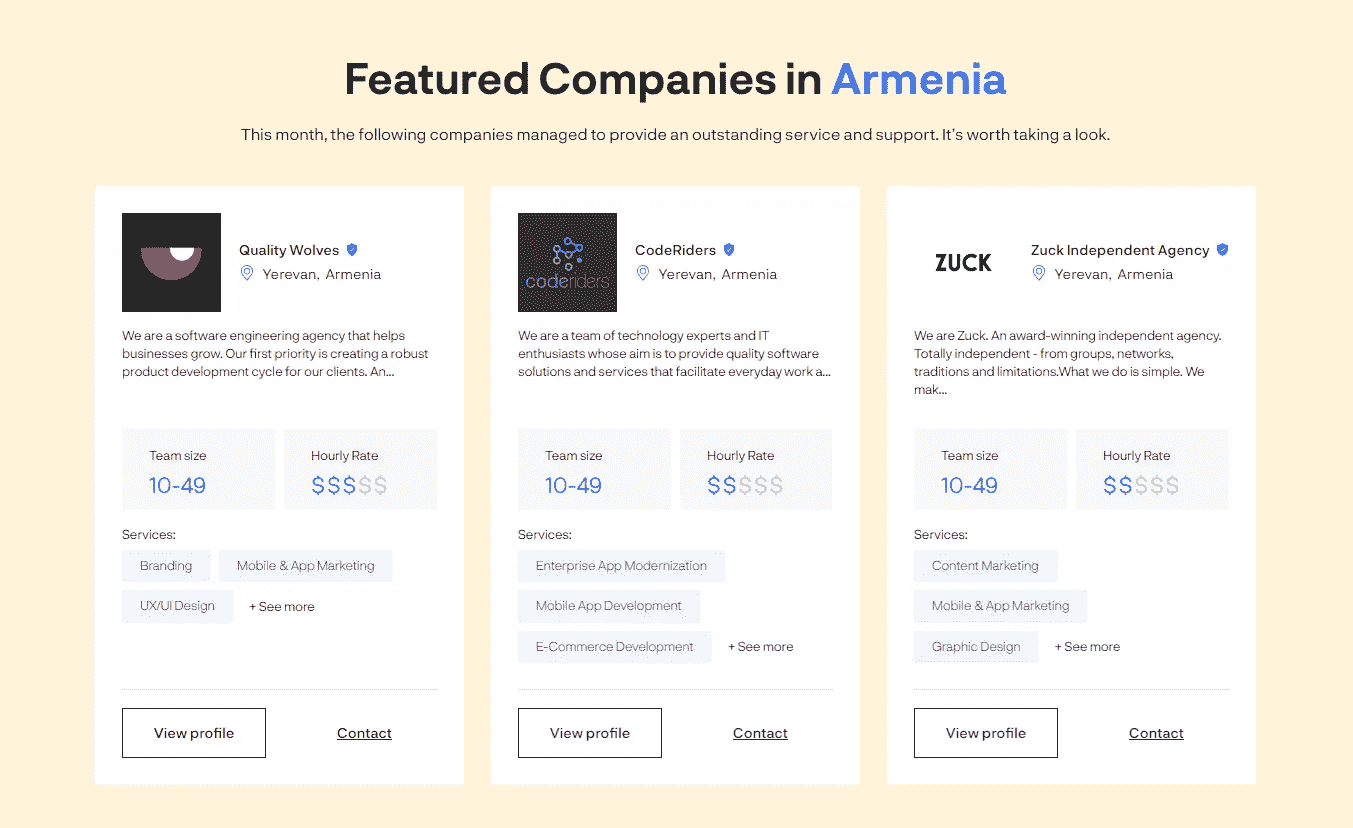 Featured Companies in Armenia
This month, the following companies managed to provide an outstanding service and support. It's worth taking a look.
Quality Wolves
Yerevan, Armenia
We are a software engineering agency that helps
businesses grow. Our first priority is creating a robust
product development cycle for our clients. An...
Team size
10-49
Hourly Rate
$$$$$
Services:
Branding
Mobile & App Marketing
UX/UI Design
+ See more
View profile
Contact
coderiders
CodeRiders
Yerevan, Armenia
We are a team of technology experts and IT
enthusiasts whose aim is to provide quality software
solutions and services that facilitate everyday work a...
Team size
10-49
Hourly Rate
$$$$$
Services:
Enterprise App Modernization
Mobile App Development
E-Commerce Development
+ See more
View profile
Contact
ZUCK
Zuck Independent Agency
Yerevan, Armenia
We are Zuck. An award-winning independent agency.
Totally independent - from groups, networks,
traditions and limitations.What we do is simple. We
mak...
Team size
10-49
Hourly Rate
$$$$$
Services:
Content Marketing
Mobile & App Marketing
Graphic Design
+ See more
View profile
Contact